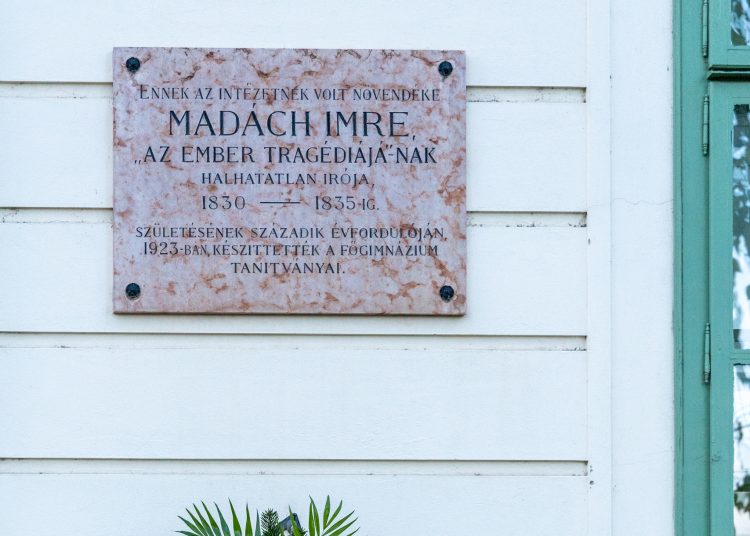 ENNEK AZ INTÉZETNEK VOLT NÖVENDÉKE
MADÁCH IMRE,
„AZ EMBER TRAGÉDIÁJÁ"-NAK
HALHATATLAN IRÓJA,
1830 — 1835-IG.
SZÜLETÉSÉNEK SZÁZADIK ÉVFORDULÓJÁN,
1923-BAN, KÉSZITTETTÉK A FŐGIMNÁZIUM
TANITVÁNYAI.